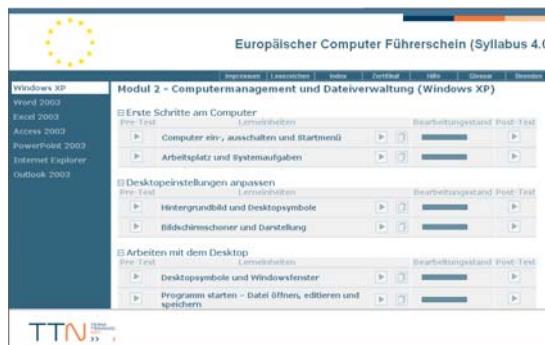 Europäischer Computer Führerschein (Syllabus 4.0
Impressum Lesezeichen Index Zertifikat Hilfe Glossar Beenden
Windows XP
Word 2003
Excel 2003
Access 2003
PowerPoint 2003
Internet Explorer
Outlook 2003
Modul 2 - Computermanagement und Dateiverwaltung (Windows XP)
Erste Schritte am Computer
Pre-Test Lerneinheiten Bearbeitungsstand Post-Test
Computer ein-, ausschalten und Startmenü
Arbeitsplatz und Systemaufgaben
Desktopeinstellungen anpassen
Pre-Test Lerneinheiten Bearbeitungsstand Post-Test
Hintergrundbild und Desktopsymbole
Bildschirmschoner und Darstellung
Arbeiten mit dem Desktop
Pre-Test Lerneinheiten Bearbeitungsstand Post-Test
Desktopsymbole und Windowsfenster
Programm starten – Datei öffnen, editieren und
speichern
TTN